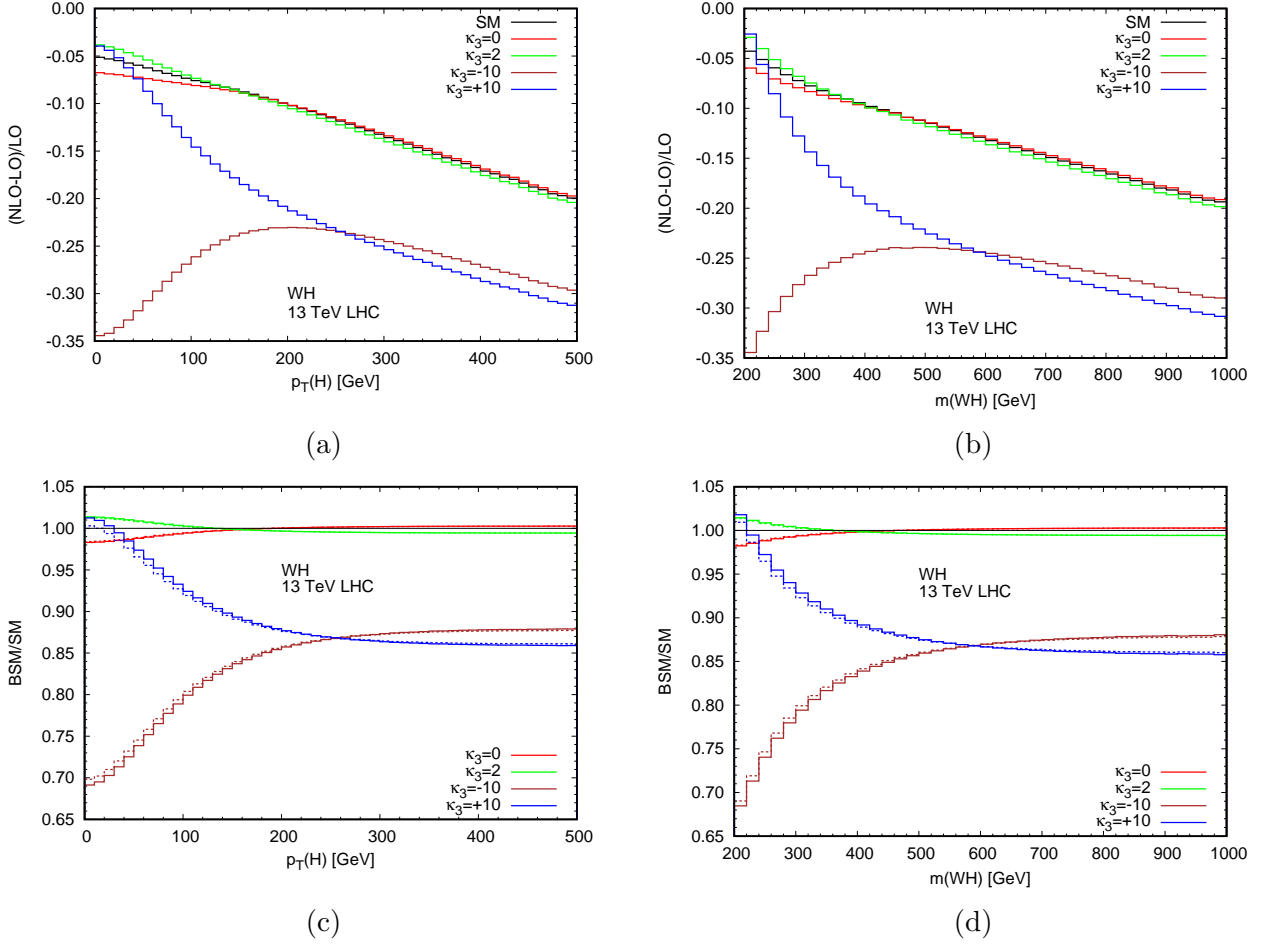 0.00
-0.05
-0.10
-0.15
-0.20
-0.25
-0.30
-0.35
0 100 200 300 400 500
(NLO-LO)/LO
p_T(H) [GeV]
WH
13 TeV LHC
SM
κ₃=0
κ₃=2
κ₃=-10
κ₃=+10
(a)
0.00
-0.05
-0.10
-0.15
-0.20
-0.25
-0.30
-0.35
200 300 400 500 600 700 800 900 1000
(NLO-LO)/LO
m(WH) [GeV]
WH
13 TeV LHC
SM
κ₃=0
κ₃=2
κ₃=-10
κ₃=+10
(b)
1.05
1.00
0.95
0.90
0.85
0.80
0.75
0.70
0.65
0 100 200 300 400 500
BSM/SM
p_T(H) [GeV]
WH
13 TeV LHC
κ₃=0
κ₃=2
κ₃=-10
κ₃=+10
(c)
1.05
1.00
0.95
0.90
0.85
0.80
0.75
0.70
0.65
200 300 400 500 600 700 800 900 1000
BSM/SM
m(WH) [GeV]
WH
13 TeV LHC
κ₃=0
κ₃=2
κ₃=-10
κ₃=+10
(d)